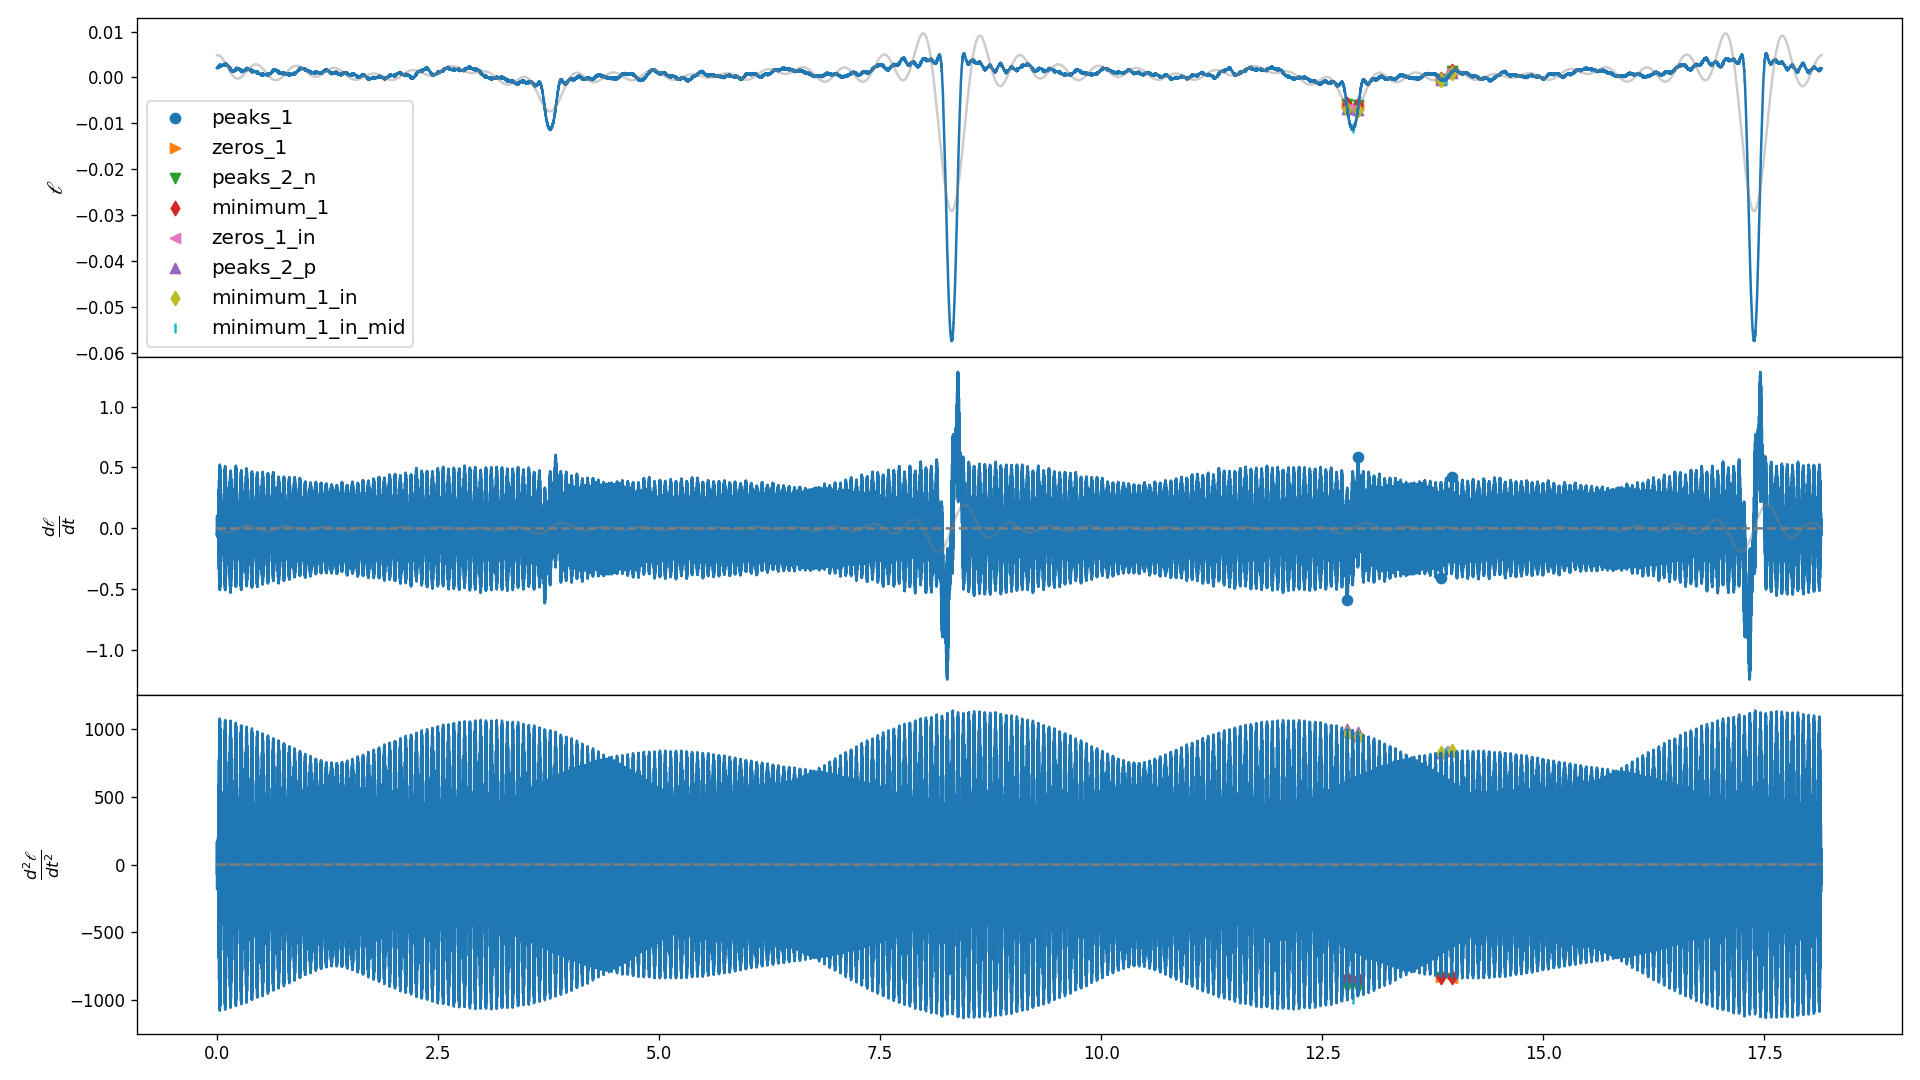 0.01
0.00
−0.01
−0.02
−0.03
−0.04
−0.05
−0.06
ℓ
peaks_1
zeros_1
peaks_2_n
minimum_1
zeros_1_in
peaks_2_p
minimum_1_in
minimum_1_in_mid
1.0
0.5
0.0
−0.5
−1.0
dℓ
dt
1000
500
0
−500
−1000
d²ℓ
dt²
0.0 2.5 5.0 7.5 10.0 12.5 15.0 17.5